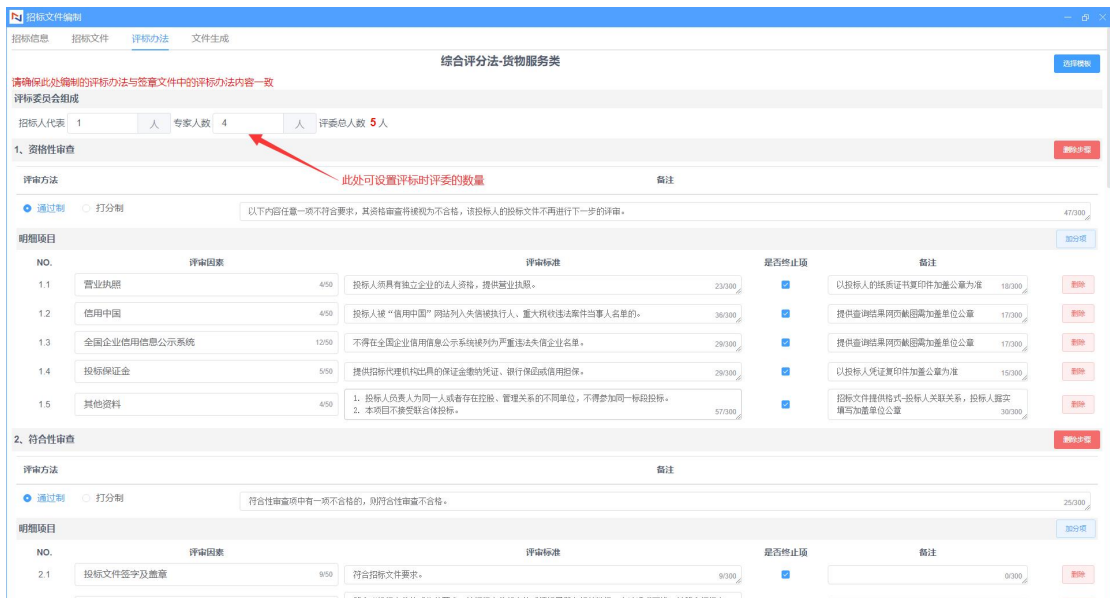 招标文件编制
招标信息 招标文件 评标办法 文件生成
综合评分法-货物服务类
选择模板
请确保此处编制的评标办法与签章文件中的评标办法内容一致
评标委员会组成
招标人代表 1 人 专家人数 4 人 评委总人数 5 人
1、资格性审查 删除步骤
此处可设置评标时评委的数量
评审方法 备注
通过制 打分制 以下内容任意一项不符合要求，其资格审查将被视为不合格，该投标人的投标文件不再进行下一步的评审。 47/300
明细项目 加分项
NO. 评审因素 评审标准 是否终止项 备注
1.1 营业执照 4/50 投标人须具有独立企业的法人资格，提供营业执照。 23/300 以投标人的纸质证书复印件加盖公章为准 18/300 删除
1.2 信用中国 4/50 投标人被“信用中国”网站列入失信被执行人、重大税收违法案件当事人名单的。 36/300 提供查询结果网页截图需加盖单位公章 17/300 删除
1.3 全国企业信用信息公示系统 12/50 不得在全国企业信用信息公示系统被列为严重违法失信企业名单。 29/300 提供查询结果网页截图需加盖单位公章 17/300 删除
1.4 投标保证金 5/50 提供招标代理机构出具的保证金缴纳凭证、银行保函或信用担保。 29/300 以投标人凭证复印件加盖公章为准 15/300 删除
1.5 其他资料 4/50 1. 投标人负责人为同一人或者存在控股、管理关系的不同单位，不得参加同一标段投标。 招标文件提供格式-投标人关联关系，投标人据实
2. 本项目不接受联合体投标。 57/300 填写加盖单位公章 30/300 删除
2、符合性审查 删除步骤
评审方法 备注
通过制 打分制 符合性审查项中有一项不合格的，则符合性审查不合格。 25/300
明细项目 加分项
NO. 评审因素 评审标准 是否终止项 备注
2.1 投标文件签字及盖章 9/50 符合招标文件要求。 9/300 0/300 删除